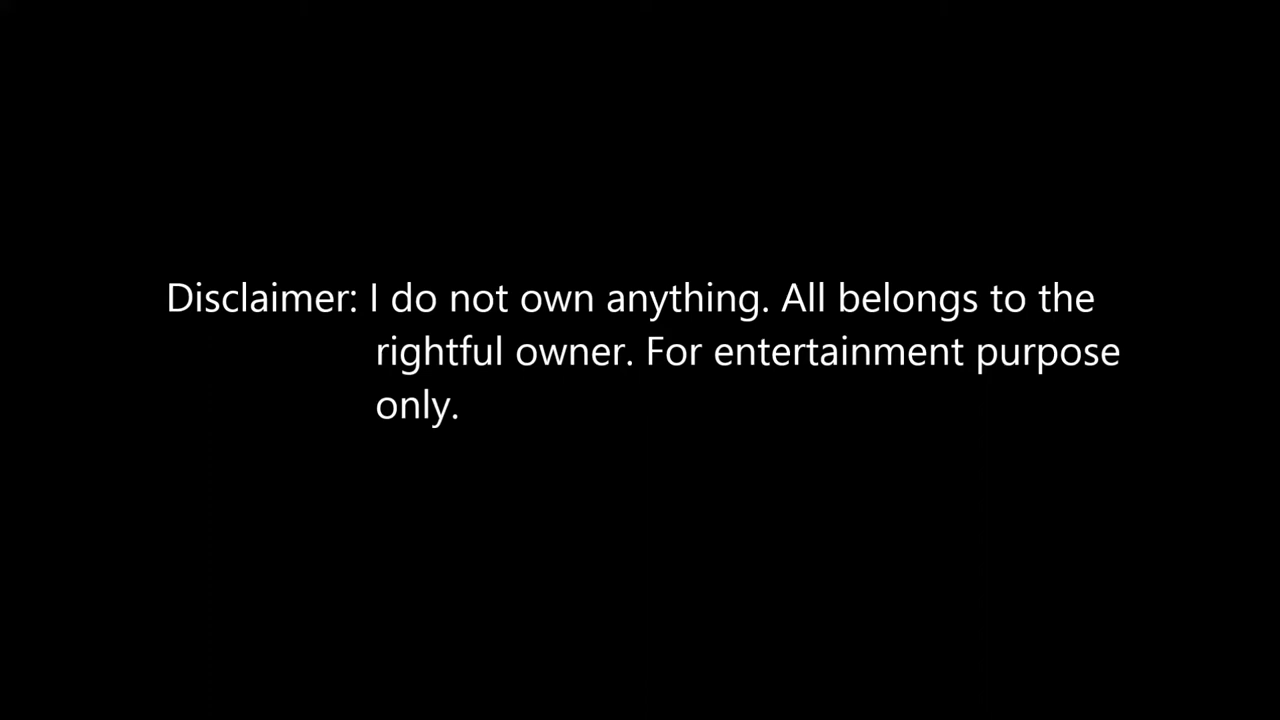 Disclaimer: I do not own anything. All belongs to the
rightful owner. For entertainment purpose
only.